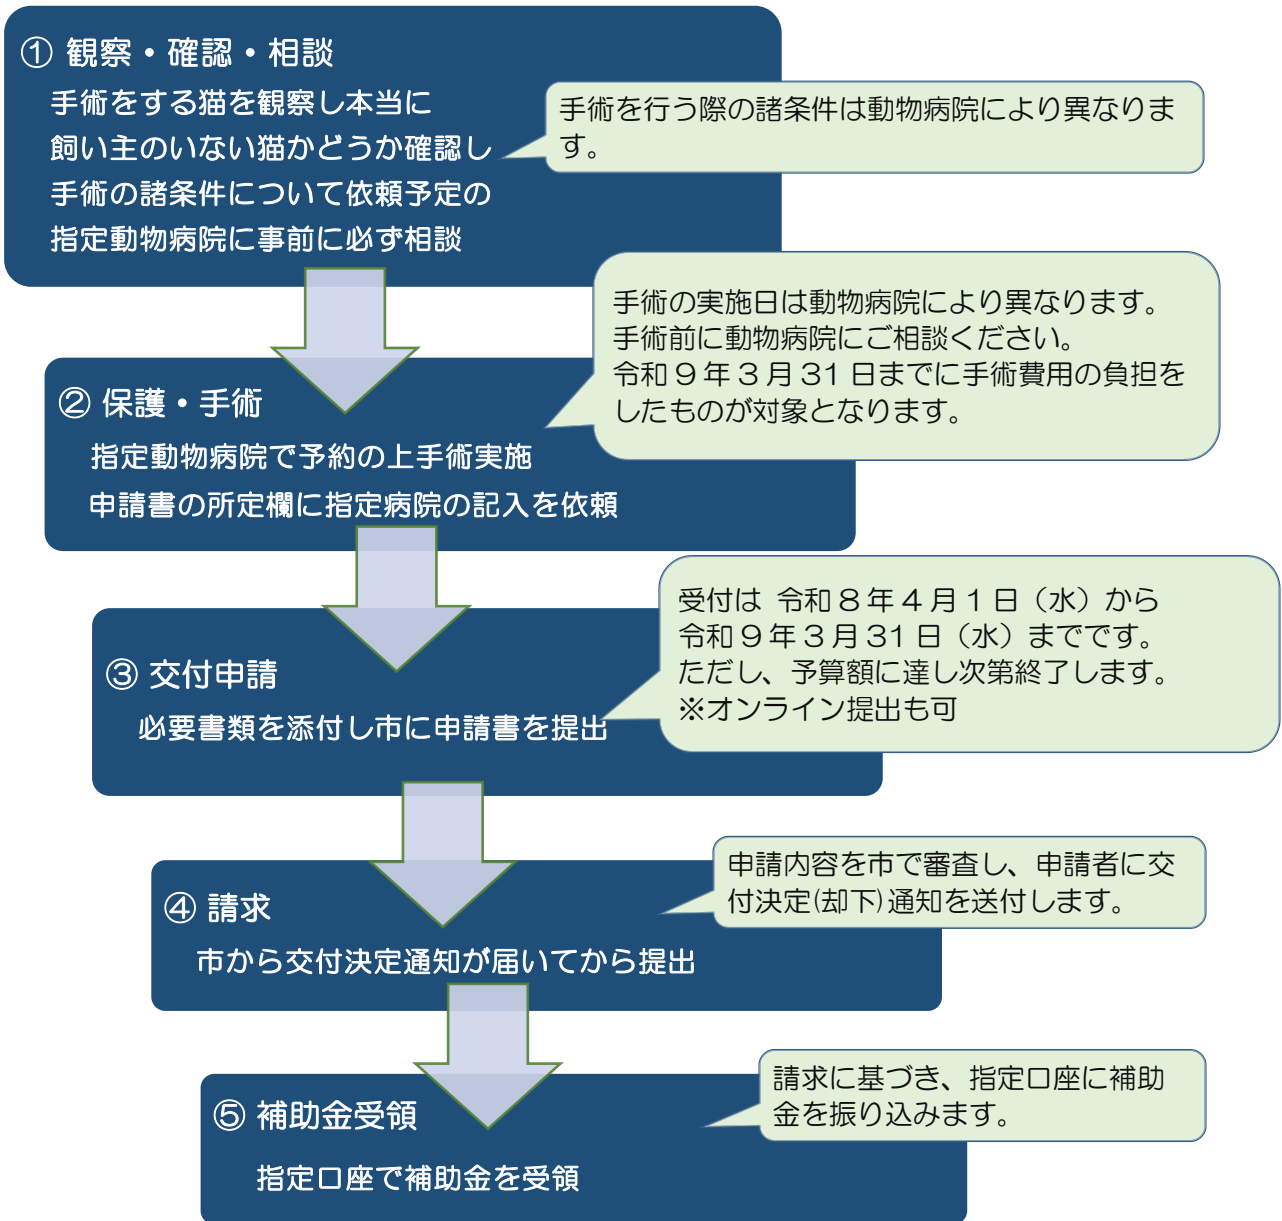 ① 観察・確認・相談
手術をする猫を観察し本当に
飼い主のいない猫かどうか確認し
手術の諸条件について依頼予定の
指定動物病院に事前に必ず相談
手術を行う際の諸条件は動物病院により異なりま
す。
② 保護・手術
指定動物病院で予約の上手術実施
申請書の所定欄に指定病院の記入を依頼
手術の実施日は動物病院により異なります。
手術前に動物病院にご相談ください。
令和9年3月31日までに手術費用の負担を
したものが対象となります。
③ 交付申請
必要書類を添付し市に申請書を提出
受付は 令和8年4月1日（水）から
令和9年3月31日（水）までです。
ただし、予算額に達し次第終了します。
※オンライン提出も可
④ 請求
市から交付決定通知が届いてから提出
申請内容を市で審査し、申請者に交
付決定(却下)通知を送付します。
⑤ 補助金受領
指定口座で補助金を受領
請求に基づき、指定口座に補助
金を振り込みます。